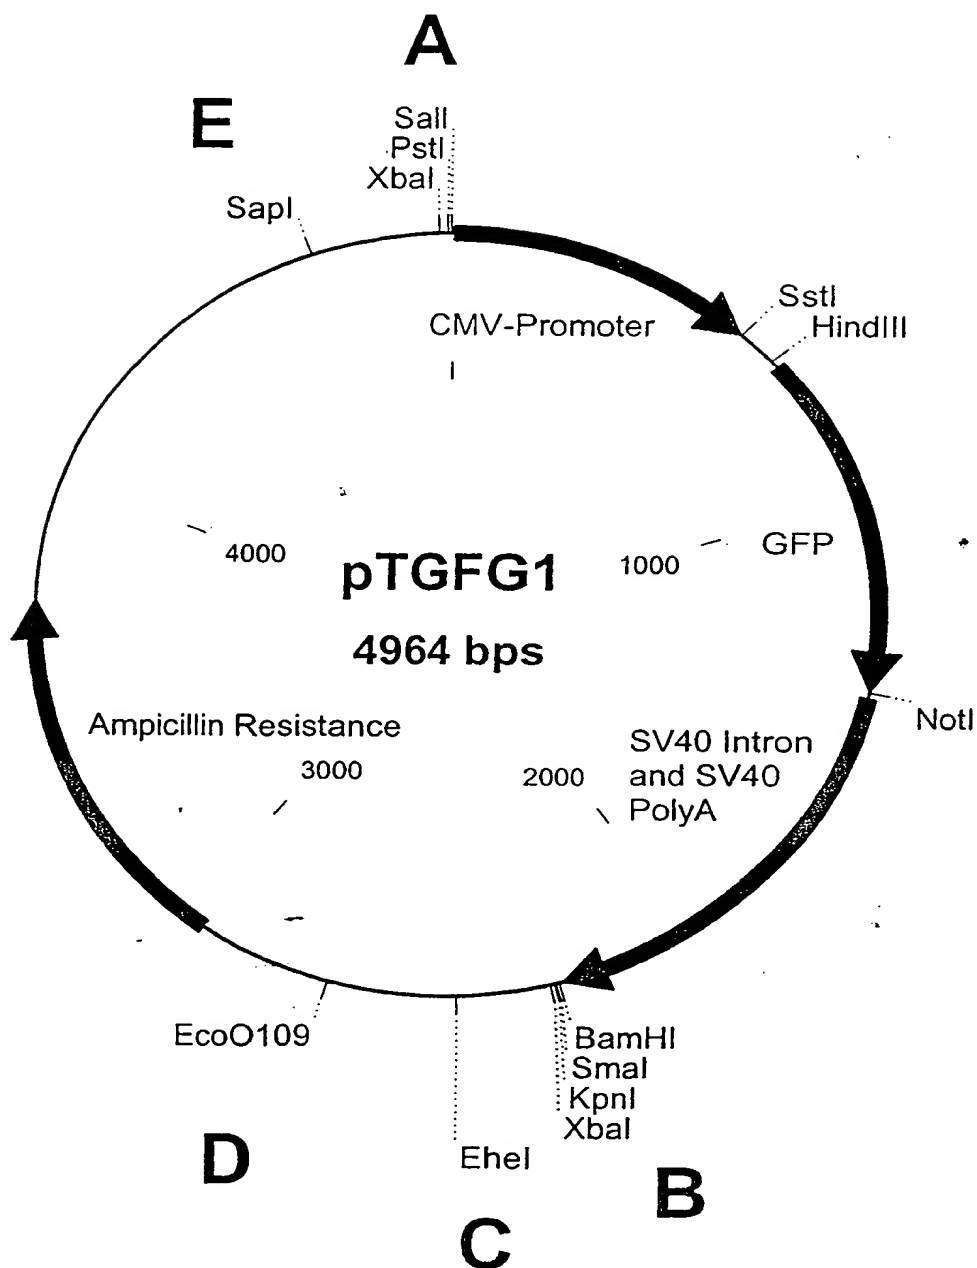 A
E
SalI
PstI
XbaI
SapI
SstI
HindIII
CMV-Promoter
GFP
4000
1000
pTGFG1
4964 bps
NotI
Ampicillin Resistance
SV40 Intron
and SV40
PolyA
3000
2000
EcoO109
BamHI
SmaI
KpnI
XbaI
EheI
D
B
C